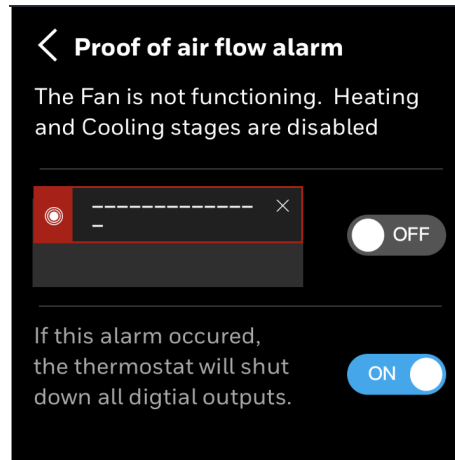 Proof of air flow alarm
The Fan is not functioning. Heating
and Cooling stages are disabled
OFF
If this alarm occured,
the thermostat will shut
down all digtial outputs.
ON